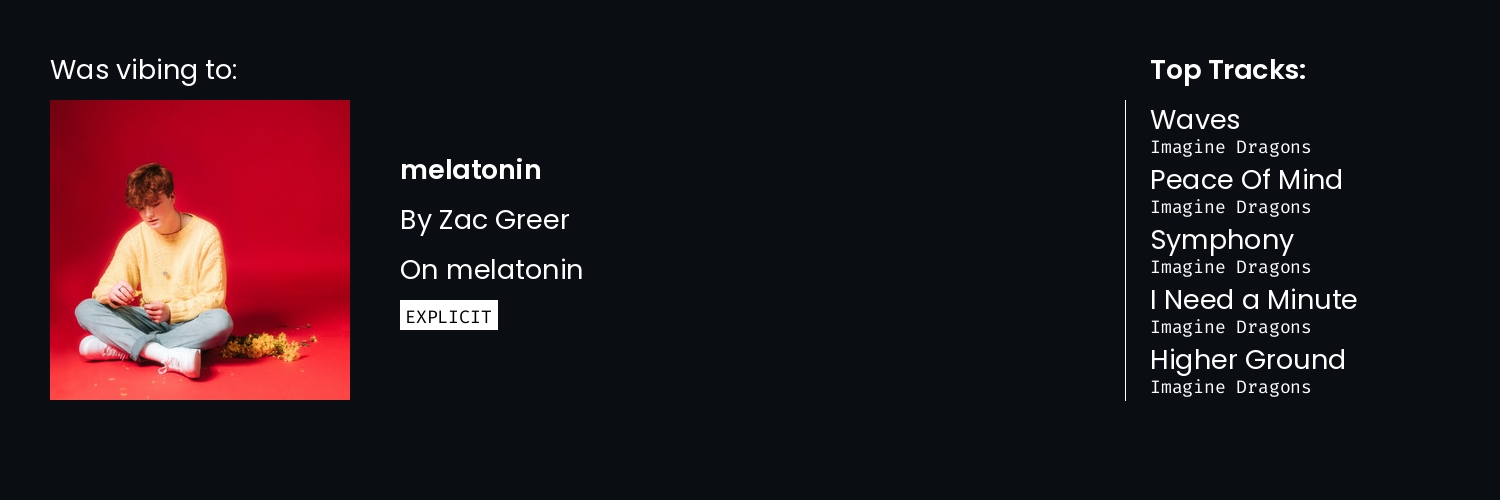 Was vibing to:
melatonin
By Zac Greer
On melatonin
EXPLICIT
Top Tracks:
Waves
Imagine Dragons
Peace Of Mind
Imagine Dragons
Symphony
Imagine Dragons
I Need a Minute
Imagine Dragons
Higher Ground
Imagine Dragons